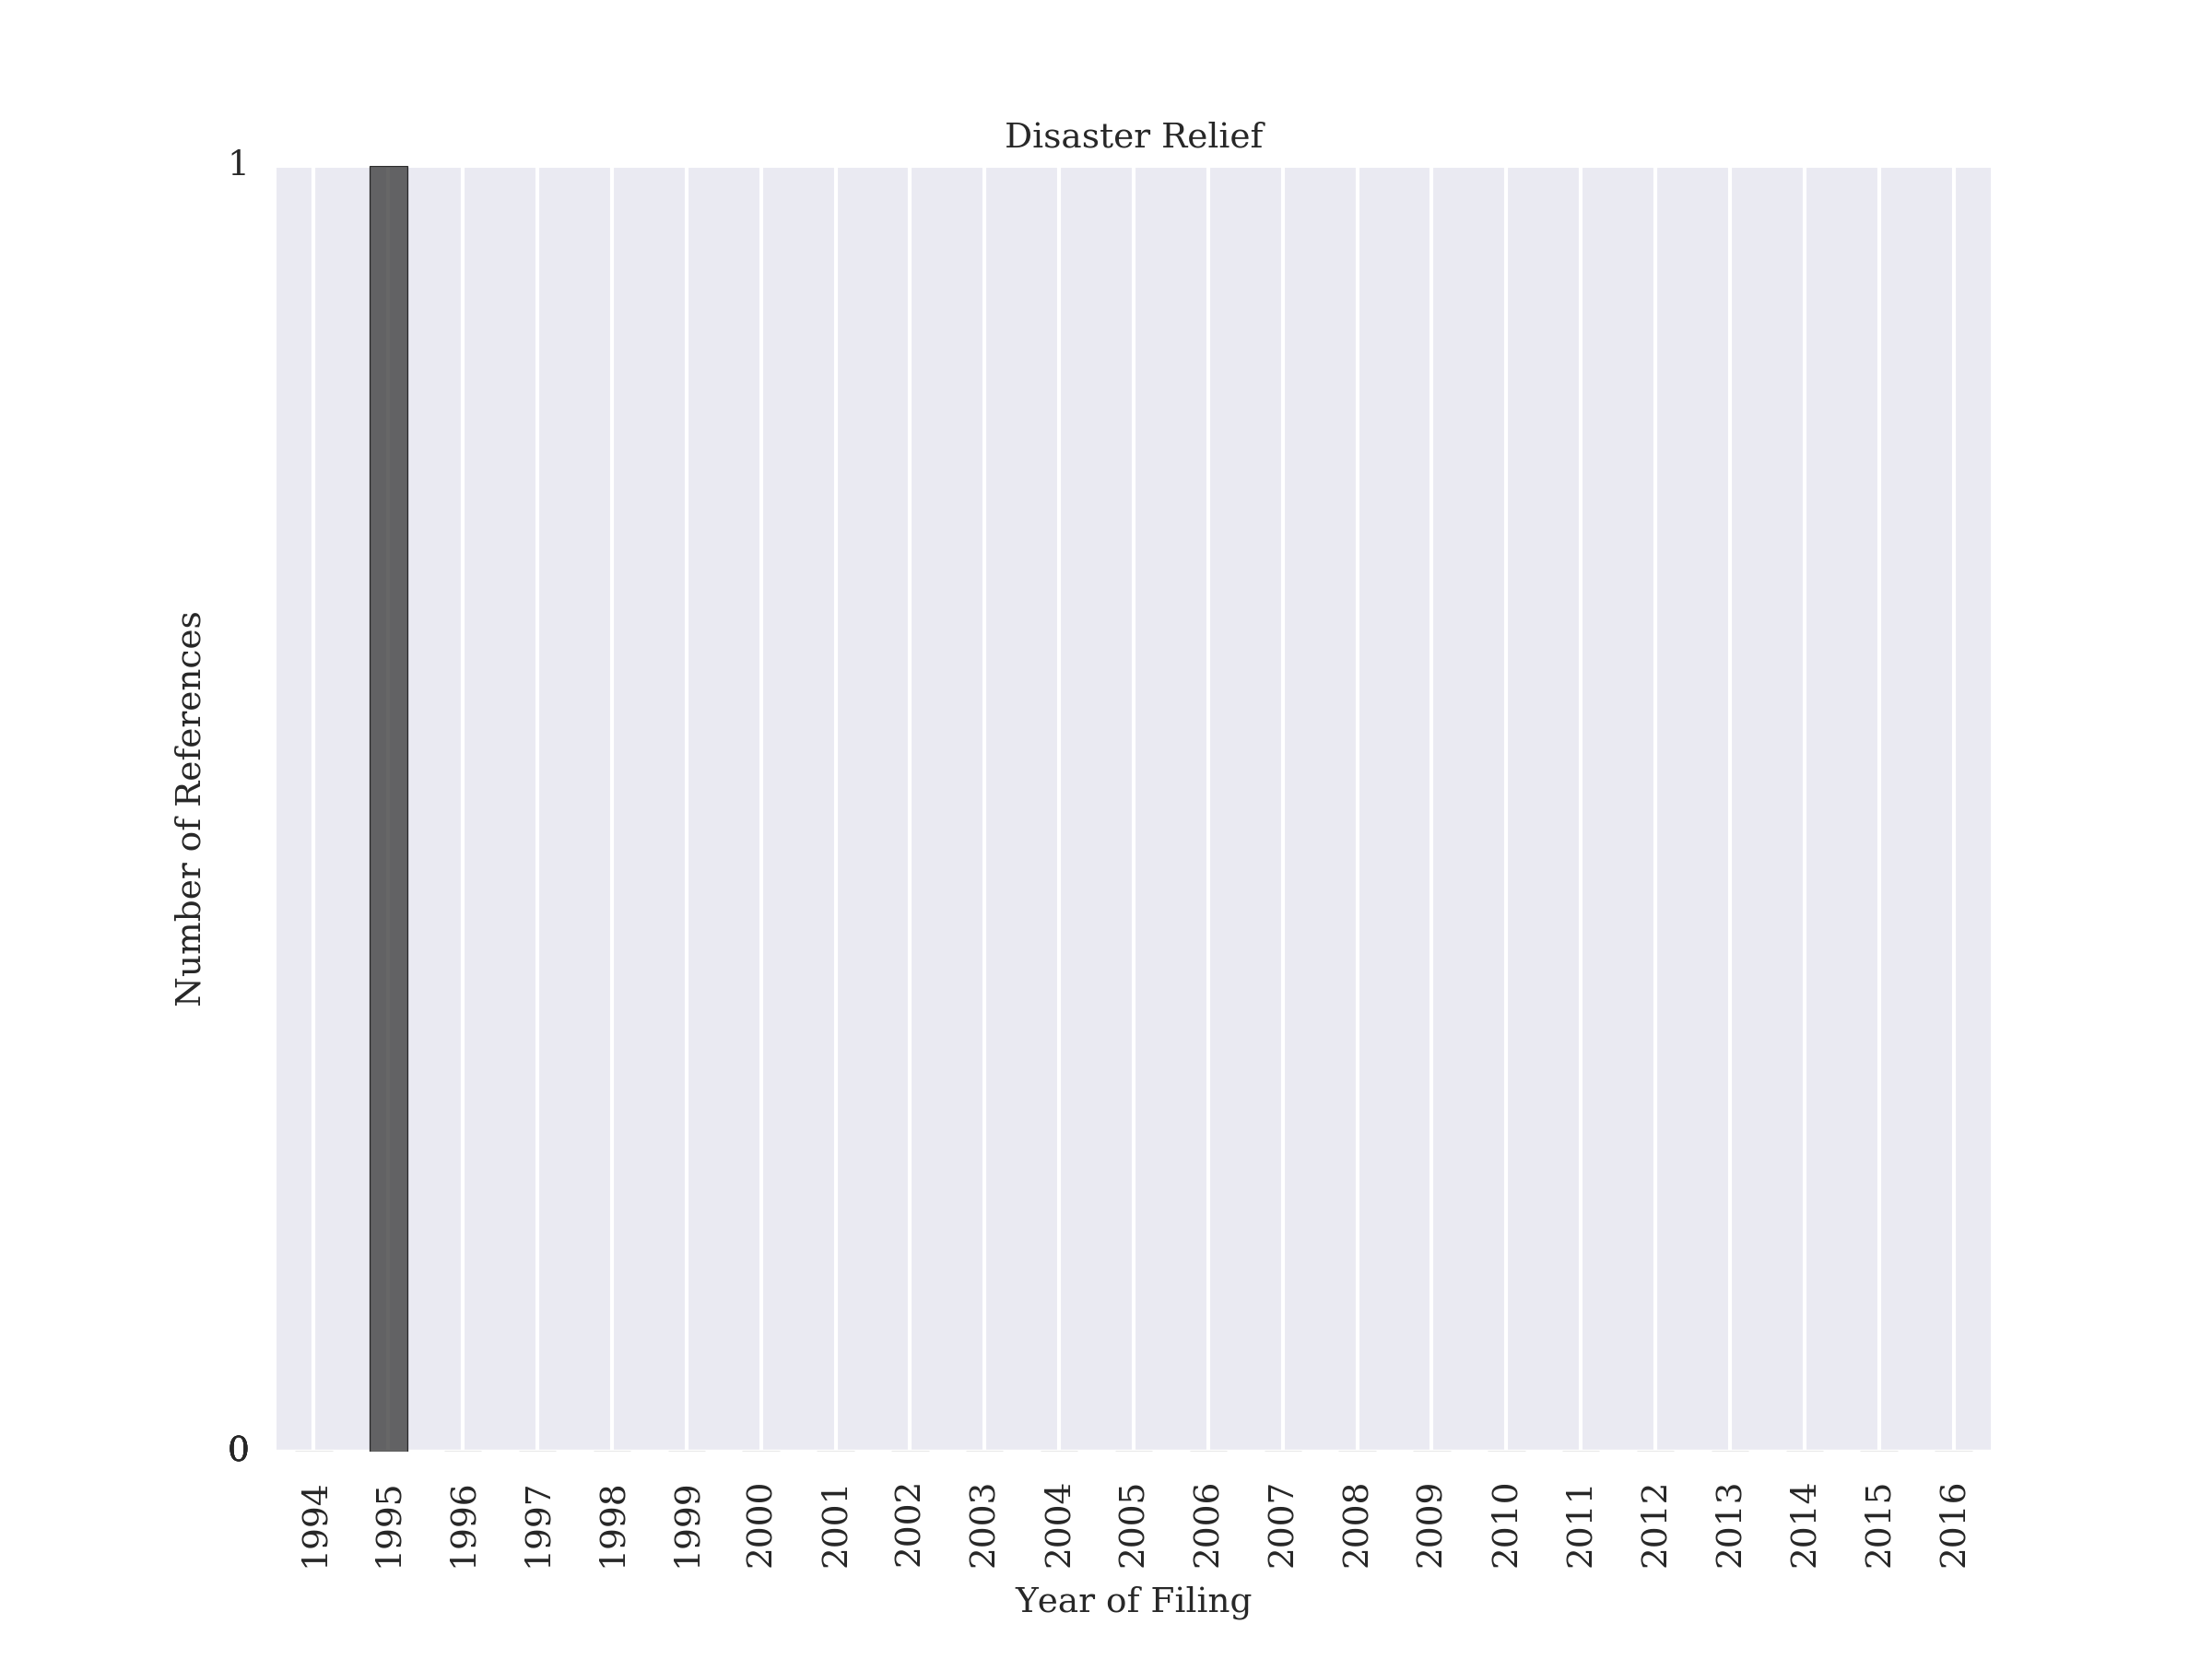 Disaster Relief
1
Number of References
0
1994 1995 1996 1997 1998 1999 2000 2001 2002 2003 2004 2005 2006 2007 2008 2009 2010 2011 2012 2013 2014 2015 2016
Year of Filing